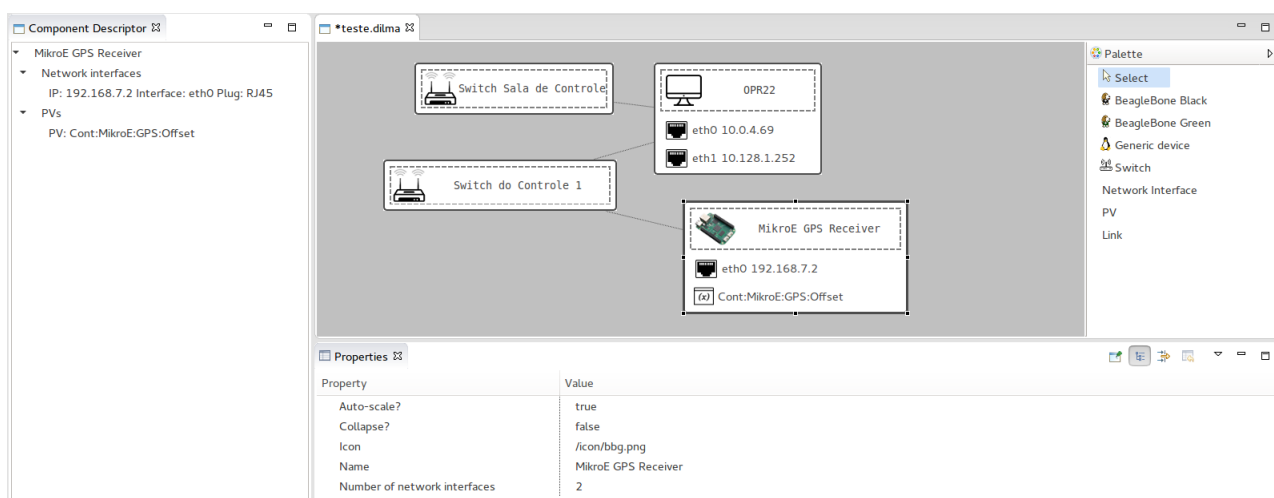 Component Descriptor
MikroE GPS Receiver
Network interfaces
IP: 192.168.7.2 Interface: eth0 Plug: RJ45
PVs
PV: Cont:MikroE:GPS:Offset
*teste.dilma
Switch Sala de Controle
OPR22
eth0 10.0.4.69
eth1 10.128.1.252
Switch do Controle 1
MikroE GPS Receiver
eth0 192.168.7.2
(x) Cont:MikroE:GPS:Offset
Palette
Select
BeagleBone Black
BeagleBone Green
Generic device
Switch
Network Interface
PV
Link
Properties
Property Value
Auto-scale? true
Collapse? false
Icon /icon/bbg.png
Name MikroE GPS Receiver
Number of network interfaces 2